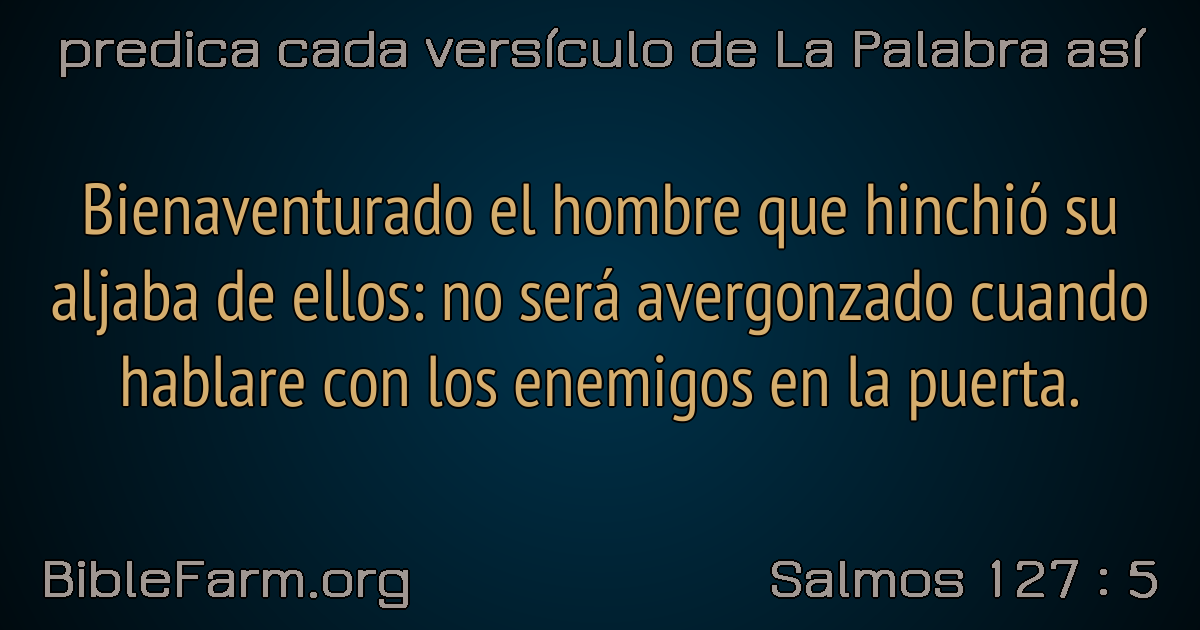 predica cada versículo de La Palabra así
Bienaventurado el hombre que hinchió su
aljaba de ellos: no será avergonzado cuando
hablare con los enemigos en la puerta.
BibleFarm.org
Salmos 127 : 5